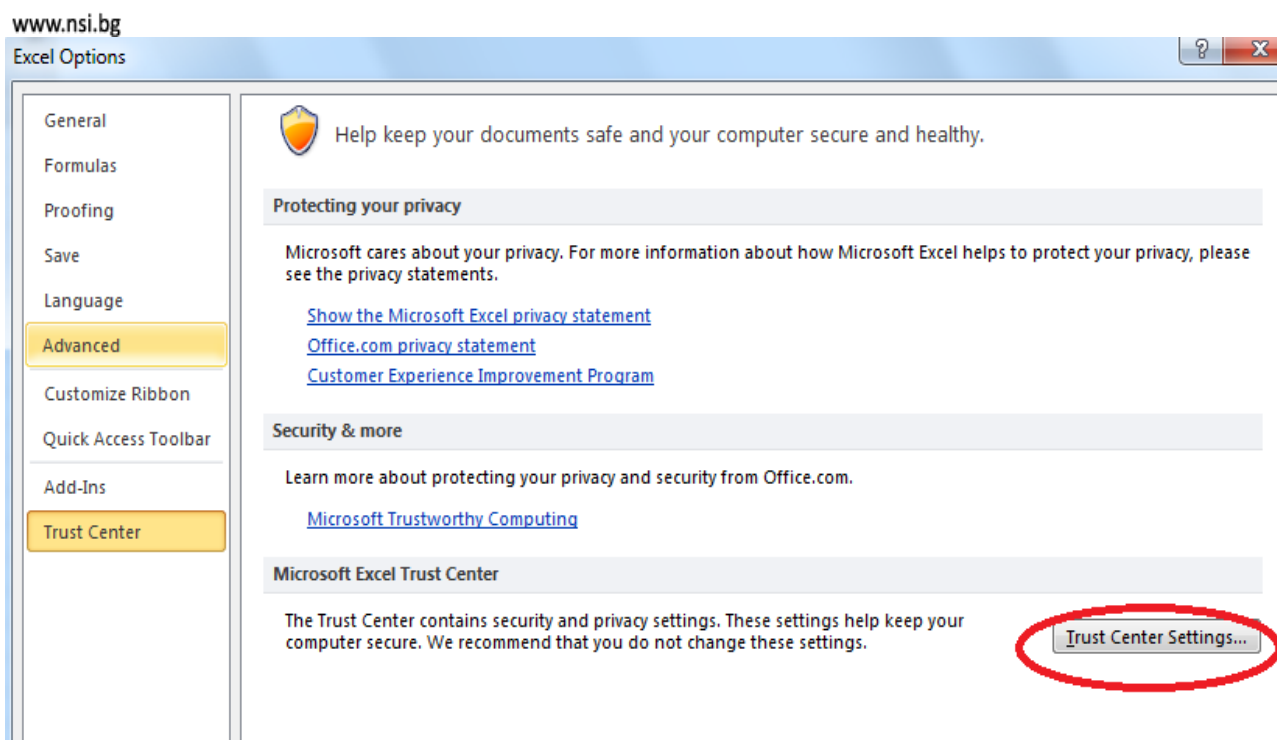 www.nsi.bg
Excel Options
General
Formulas
Proofing
Save
Language
Advanced
Customize Ribbon
Quick Access Toolbar
Add-Ins
Trust Center
Help keep your documents safe and your computer secure and healthy.
Protecting your privacy
Microsoft cares about your privacy. For more information about how Microsoft Excel helps to protect your privacy, please
see the privacy statements.
Show the Microsoft Excel privacy statement
Office.com privacy statement
Customer Experience Improvement Program
Security & more
Learn more about protecting your privacy and security from Office.com.
Microsoft Trustworthy Computing
Microsoft Excel Trust Center
The Trust Center contains security and privacy settings. These settings help keep your
computer secure. We recommend that you do not change these settings.
Trust Center Settings...